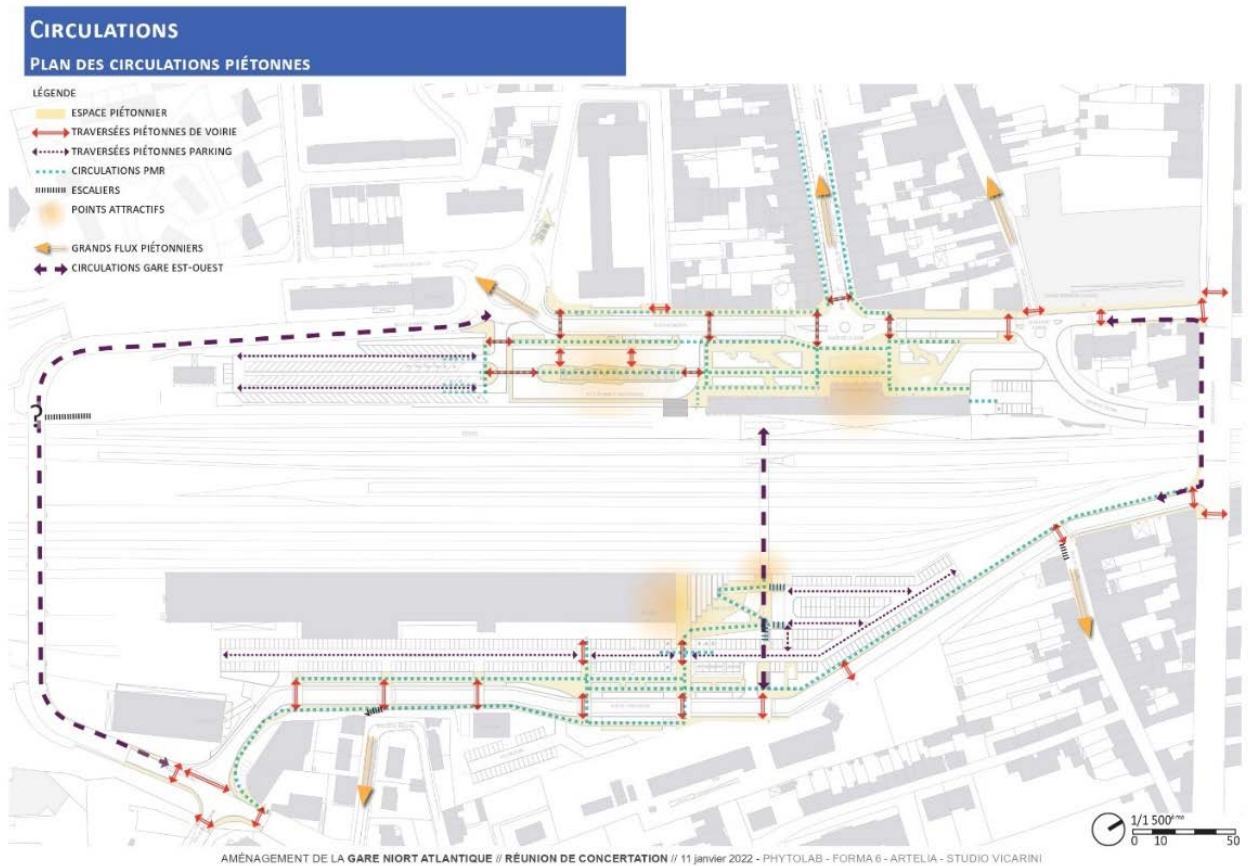 CIRCULATIONS
PLAN DES CIRCULATIONS PIÉTONNES
LÉGENDE
ESPACE PIÉTONNIER
TRAVERSÉES PIÉTONNES DE VOIRIE
TRAVERSÉES PIÉTONNES PARKING
CIRCULATIONS PMR
ESCALIERS
POINTS ATTRACTIFS
GRANDS FLUX PIÉTONNIERS
CIRCULATIONS GARE EST-OUEST
?
1/1 500ème
0 10 50
AMÉNAGEMENT DE LA GARE NIORT ATLANTIQUE // RÉUNION DE CONCERTATION // 11 janvier 2022 - PHYTOLAB - FORMA 6 - ARTELIA - STUDIO VICARINI